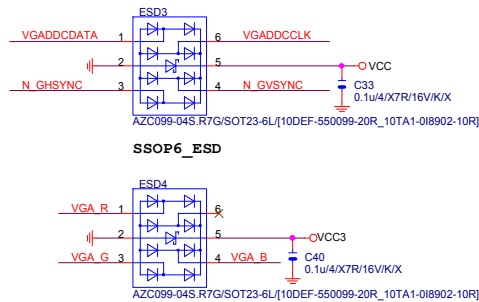 ESD3
VGADDCDATA 1 6 VGADDCCLK
2 5 VCC
N_GHSYNC 3 4 N_GVSYNC
C33
0.1u/4/X7R/16V/K/X
AZC099-04S.R7G/SOT23-6L/[10DEF-550099-20R_10TA1-0I8902-10R]
SSOP6_ESD
ESD4
VGA_R 1 6
2 5 VCC3
VGA_G 3 4 VGA_B
C40
0.1u/4/X7R/16V/K/X
AZC099-04S.R7G/SOT23-6L/[10DEF-550099-20R_10TA1-0I8902-10R]